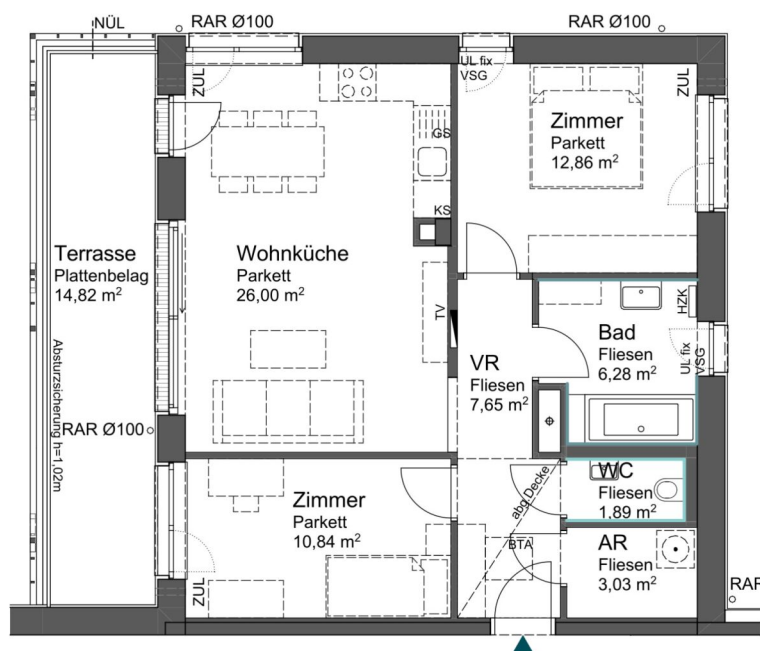 NÜL
RAR Ø100
RAR Ø100
ZUL
UL fix
VSG
ZUL
GS
KS
Zimmer
Parkett
12,86 m²
Terrasse
Plattenbelag
14,82 m²
Wohnküche
Parkett
26,00 m²
TV
HZK
Bad
Fliesen
6,28 m²
UL fix
VSG
VR
Fliesen
7,65 m²
Absturzsicherung h=1,02m
RAR Ø100
Zimmer
Parkett
10,84 m²
abg.Decke
WC
Fliesen
1,89 m²
BTA
AR
Fliesen
3,03 m²
ZUL
RAR